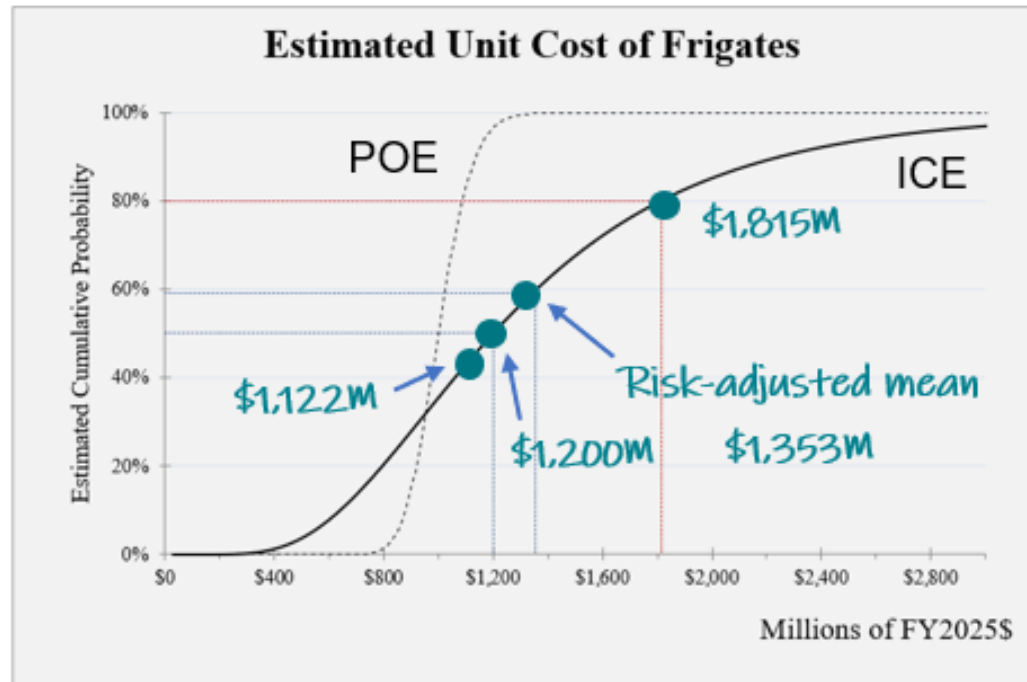 Estimated Unit Cost of Frigates
Estimated Cumulative Probability
100%
80%
60%
40%
20%
0%
POE
ICE
$1,815M
Risk-adjusted mean
$1,353M
$1,122M
$1,200M
$0
$400
$800
$1,200
$1,600
$2,000
$2,400
$2,800
Millions of FY2025$